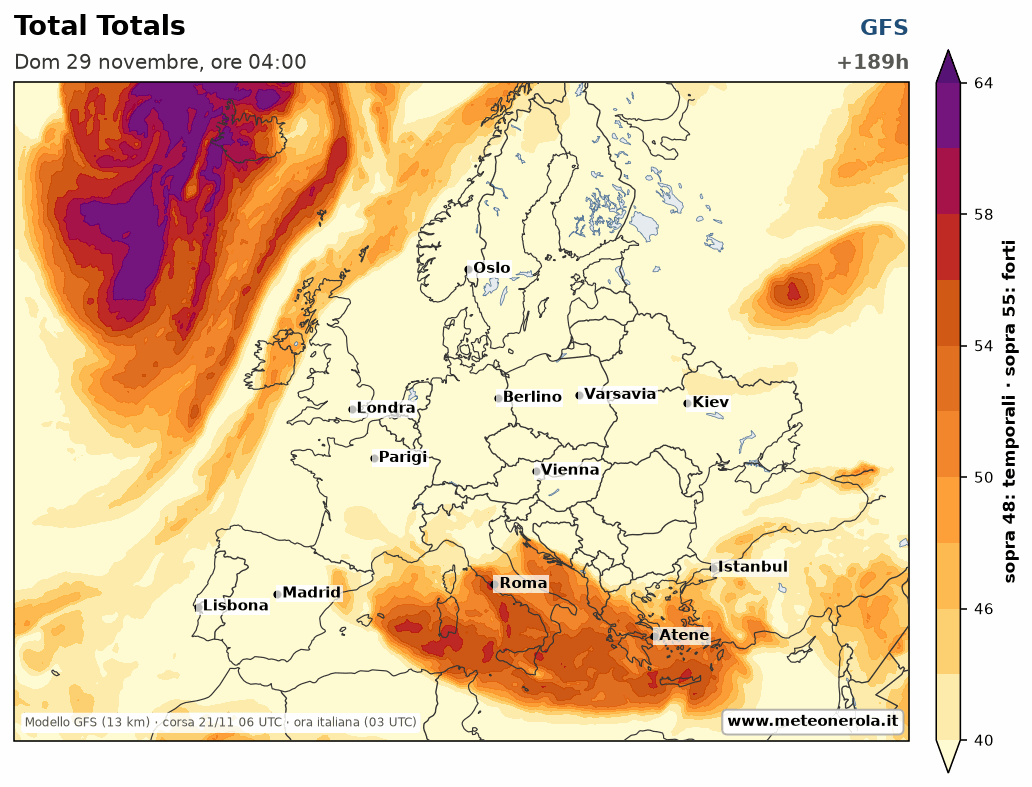 Total Totals
GFS
Dom 29 novembre, ore 04:00
+189h
64
58
54
50
46
40
sopra 48: temporali · sopra 55: forti
Oslo
Berlino
Varsavia
Kiev
Londra
Parigi
Vienna
Istanbul
Roma
Madrid
Lisbona
Atene
Modello GFS (13 km) · corsa 21/11 06 UTC · ora italiana (03 UTC)
www.meteonerola.it